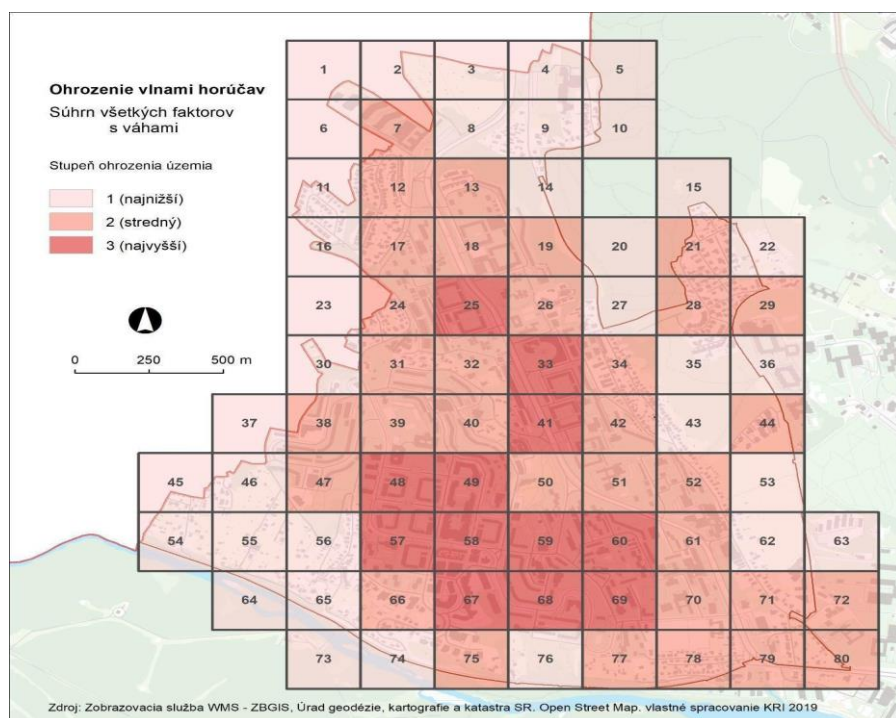 Ohrozenie vlnami horúčav
Súhrn všetkých faktorov
s váhami
Stupeň ohrozenia územia
1 (najnižší)
2 (stredný)
3 (najvyšší)
0 250 500 m
1 2 3 4 5
6 7 8 9 10
11 12 13 14 15
16 17 18 19 20 21 22
23 24 25 26 27 28 29
30 31 32 33 34 35 36
37 38 39 40 41 42 43 44
45 46 47 48 49 50 51 52 53
54 55 56 57 58 59 60 61 62 63
64 65 66 67 68 69 70 71 72
73 74 75 76 77 78 79 80
Zdroj: Zobrazovacia služba WMS - ZBGIS, Úrad geodézie, kartografie a katastra SR. Open Street Map. vlastné spracovanie KRI 2019